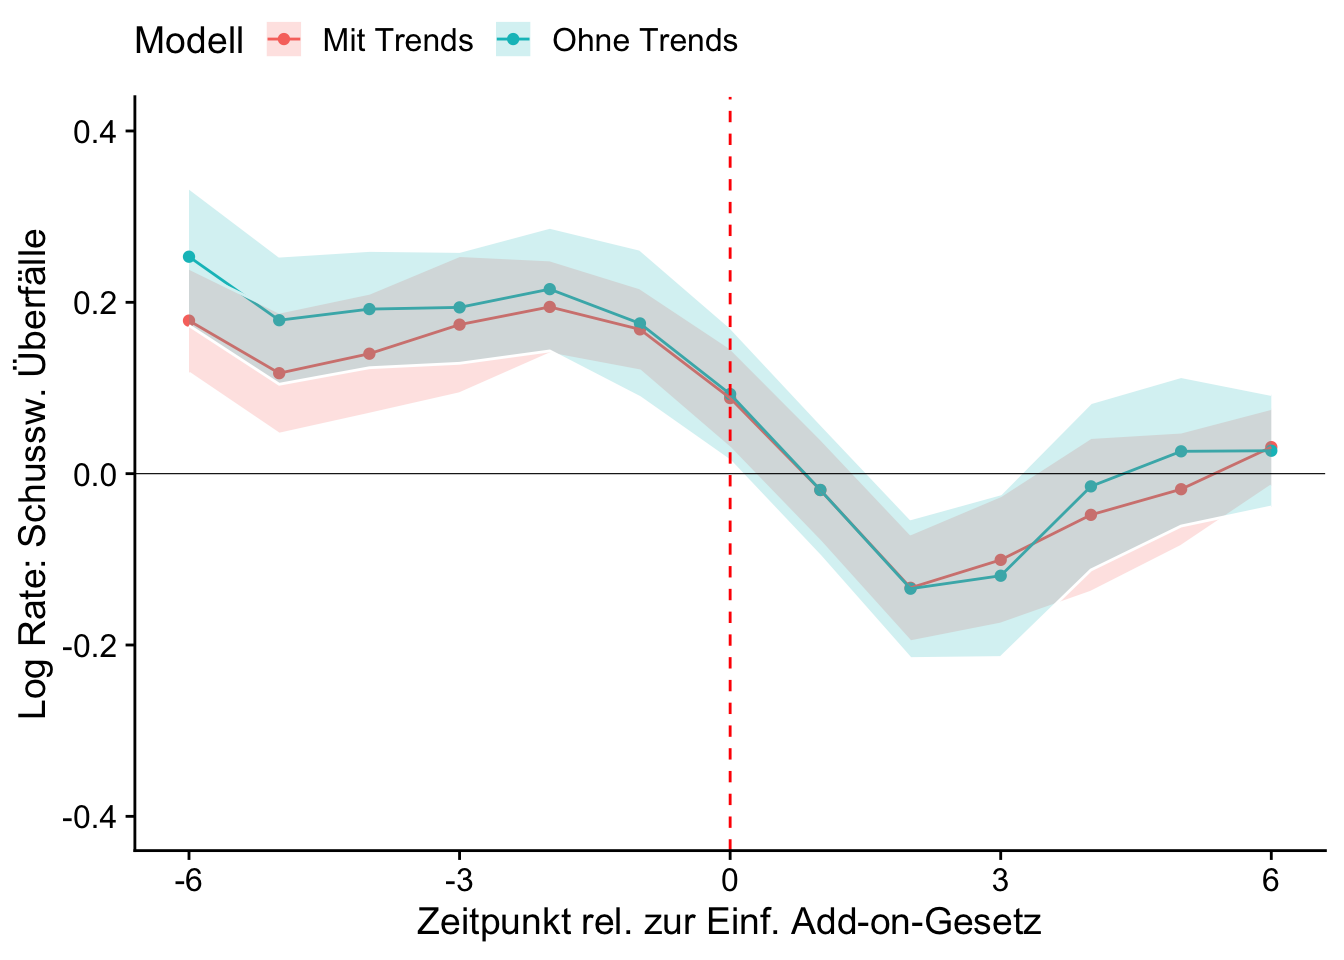 Modell Mit Trends Ohne Trends
Log Rate: Schussw. Überfälle
0.4
0.2
0.0
-0.2
-0.4
-6 -3 0 3 6
Zeitpunkt rel. zur Einf. Add-on-Gesetz